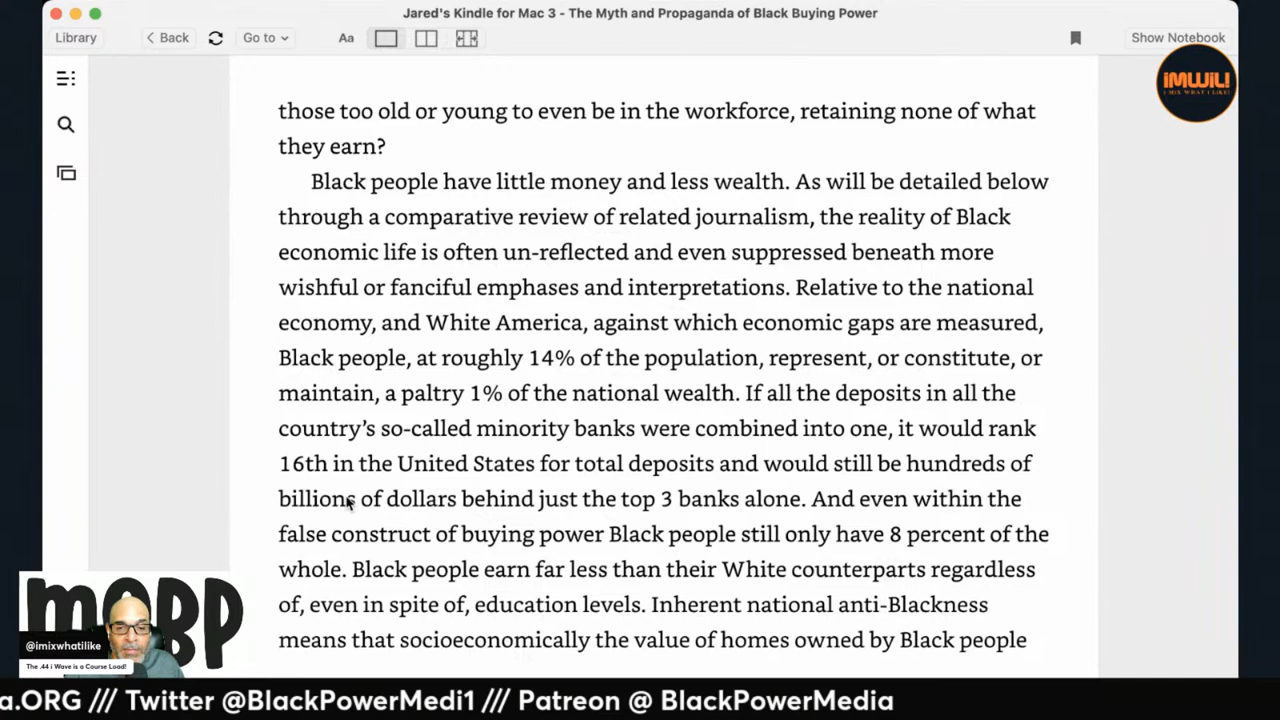 Jared's Kindle for Mac 3 - The Myth and Propaganda of Black Buying Power
Library
Back
Go to
Aa
Show Notebook
iMWiL!
I MIX WHAT I LIKE!
those too old or young to even be in the workforce, retaining none of what
they earn?
Black people have little money and less wealth. As will be detailed below
through a comparative review of related journalism, the reality of Black
economic life is often un-reflected and even suppressed beneath more
wishful or fanciful emphases and interpretations. Relative to the national
economy, and White America, against which economic gaps are measured,
Black people, at roughly 14% of the population, represent, or constitute, or
maintain, a paltry 1% of the national wealth. If all the deposits in all the
country's so-called minority banks were combined into one, it would rank
16th in the United States for total deposits and would still be hundreds of
billions of dollars behind just the top 3 banks alone. And even within the
false construct of buying power Black people still only have 8 percent of the
whole. Black people earn far less than their White counterparts regardless
of, even in spite of, education levels. Inherent national anti-Blackness
means that socioeconomically the value of homes owned by Black people
@imixwhatilike
The .44 i Wave is a Course Load!
a.ORG /// Twitter @BlackPowerMedi1 /// Patreon @ BlackPowerMedia